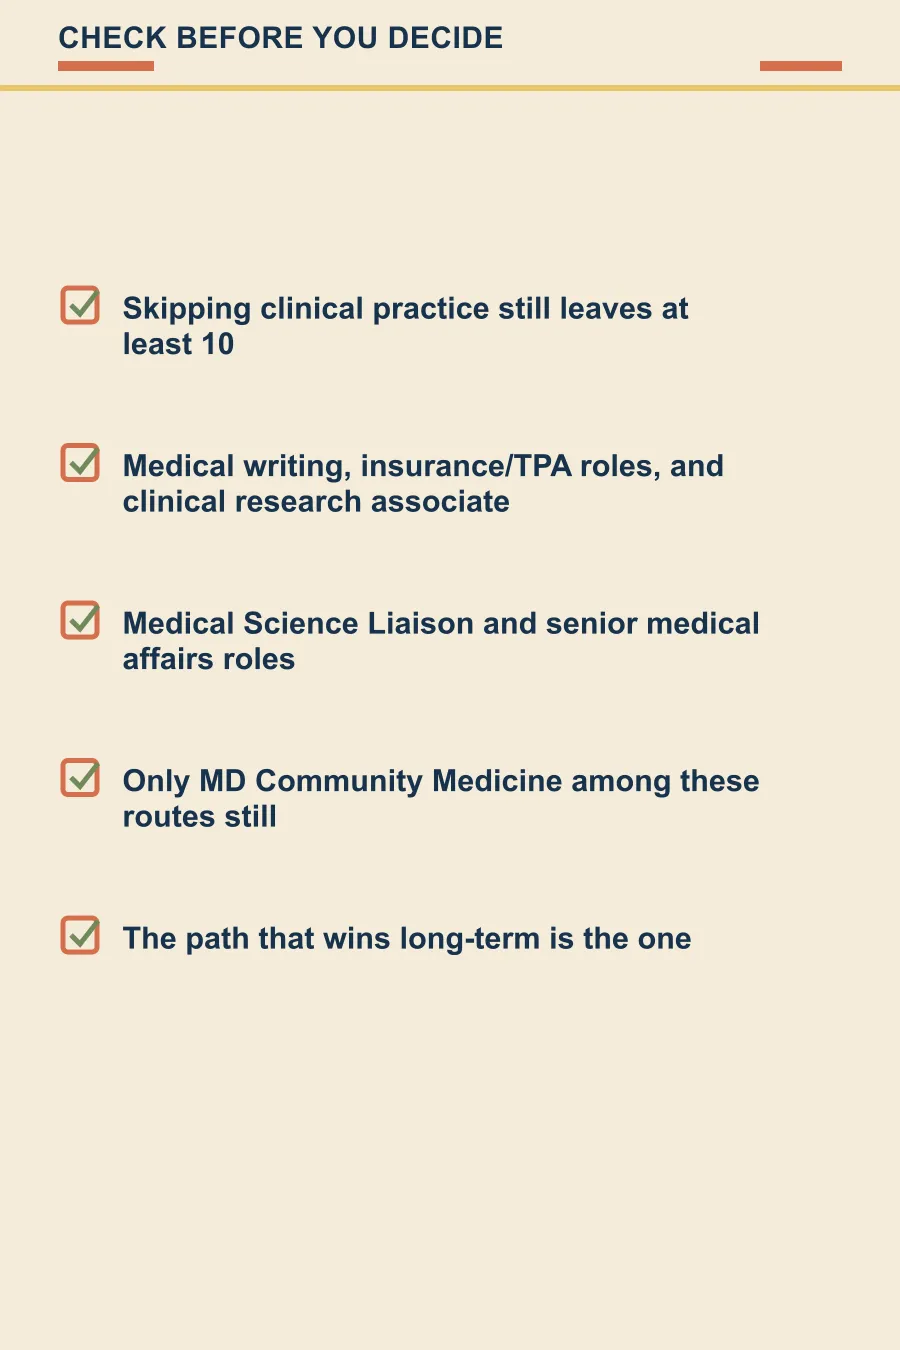 CHECK BEFORE YOU DECIDE
Skipping clinical practice still leaves at
least 10
Medical writing, insurance/TPA roles, and
clinical research associate
Medical Science Liaison and senior medical
affairs roles
Only MD Community Medicine among these
routes still
The path that wins long-term is the one